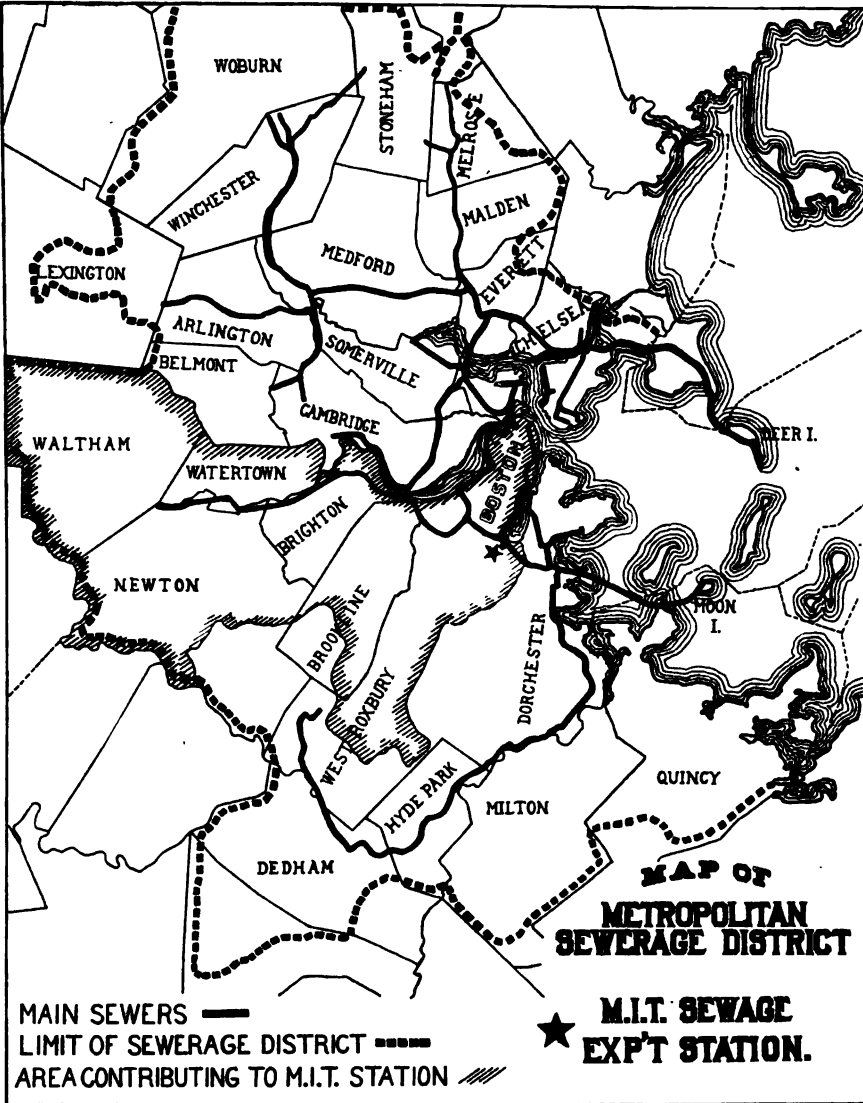 WOBURN
STONEHAM
MELROSE
WINCHESTER
MALDEN
MEDFORD
EVERETT
LEXINGTON
CHELSEA
ARLINGTON
SOMERVILLE
BELMONT
CAMBRIDGE
WALTHAM
DEER I.
WATERTOWN
BOSTON
BRIGHTON
NEWTON
MOON
I.
BROOKLINE
DORCHESTER
WEST ROXBURY
HYDE PARK
QUINCY
MILTON
DEDHAM
MAP OF
METROPOLITAN
SEWERAGE DISTRICT
MAIN SEWERS
LIMIT OF SEWERAGE DISTRICT
AREA CONTRIBUTING TO M.I.T. STATION
M.I.T. SEWAGE
EXP'T STATION.